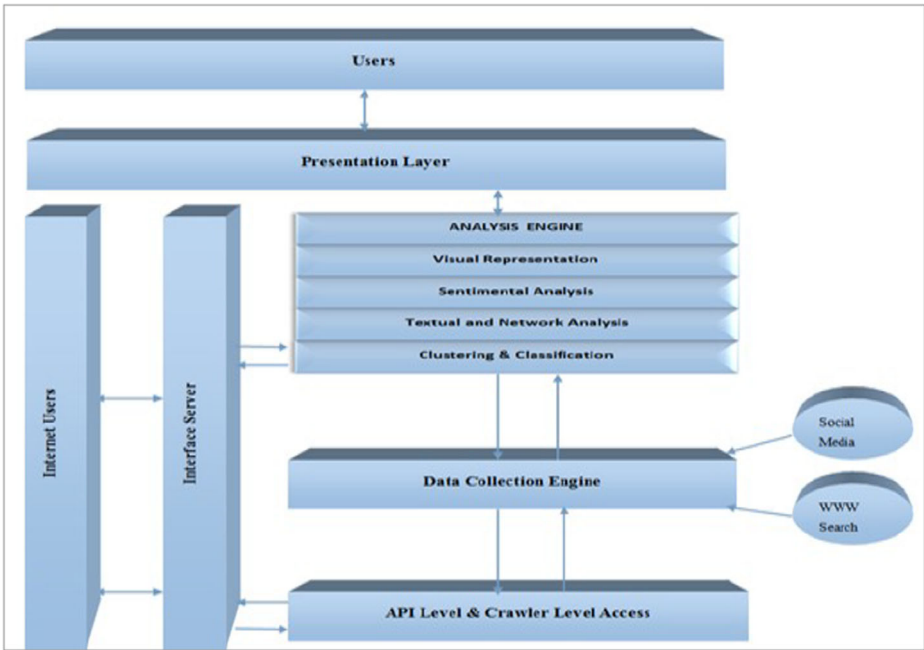 Users
Presentation Layer
ANALYSIS ENGINE
Visual Representation
Sentimental Analysis
Textual and Network Analysis
Clustering & Classification
Internet Users
Interface Server
Social
Media
Data Collection Engine
WWW
Search
API Level & Crawler Level Access